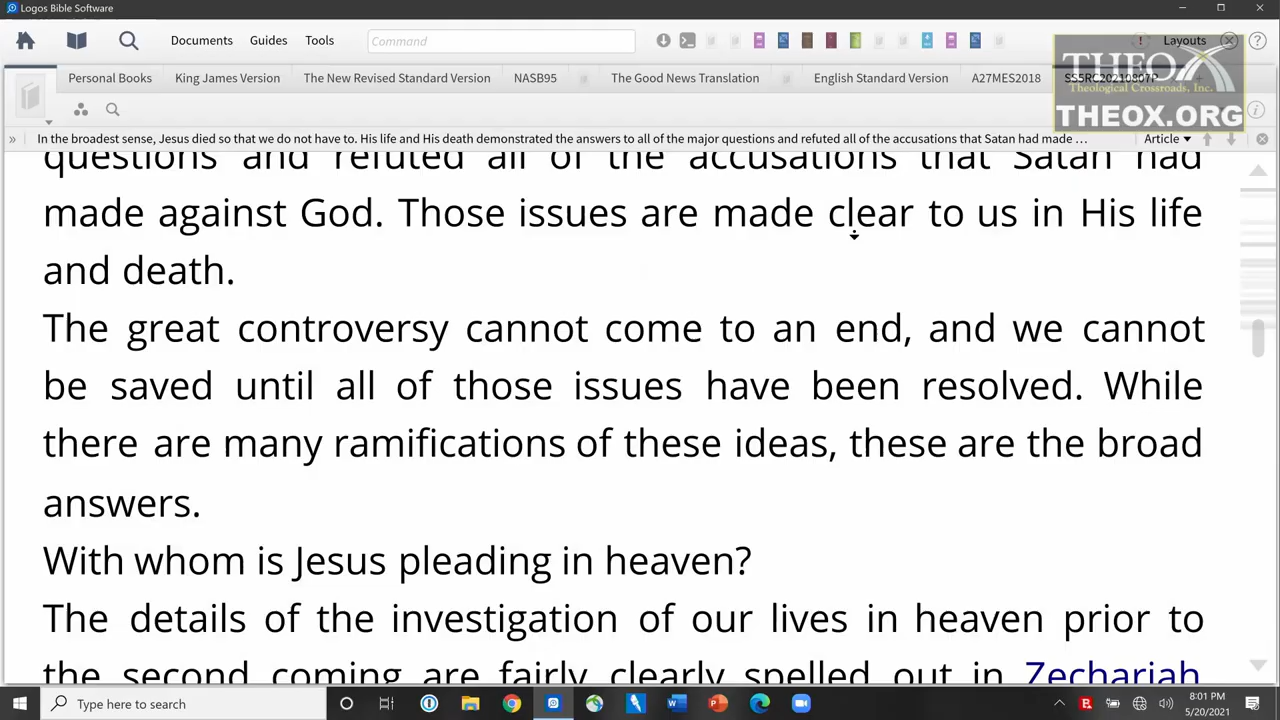 Logos Bible Software
Documents Guides Tools Command Layouts
Personal Books King James Version The New Revised Standard Version NASB95 The Good News Translation English Standard Version A27MES2018 SS5RC20210807P
THEOX
Theological Crossroads, Inc.
THEOX.ORG
In the broadest sense, Jesus died so that we do not have to. His life and His death demonstrated the answers to all of the major questions and refuted all of the accusations that Satan had made ... Article
questions and refuted all of the accusations that Satan had
made against God. Those issues are made clear to us in His life
and death.
The great controversy cannot come to an end, and we cannot
be saved until all of those issues have been resolved. While
there are many ramifications of these ideas, these are the broad
answers.
With whom is Jesus pleading in heaven?
The details of the investigation of our lives in heaven prior to
the second coming are fairly clearly spelled out in Zechariah
Type here to search
8:01 PM
5/20/2021